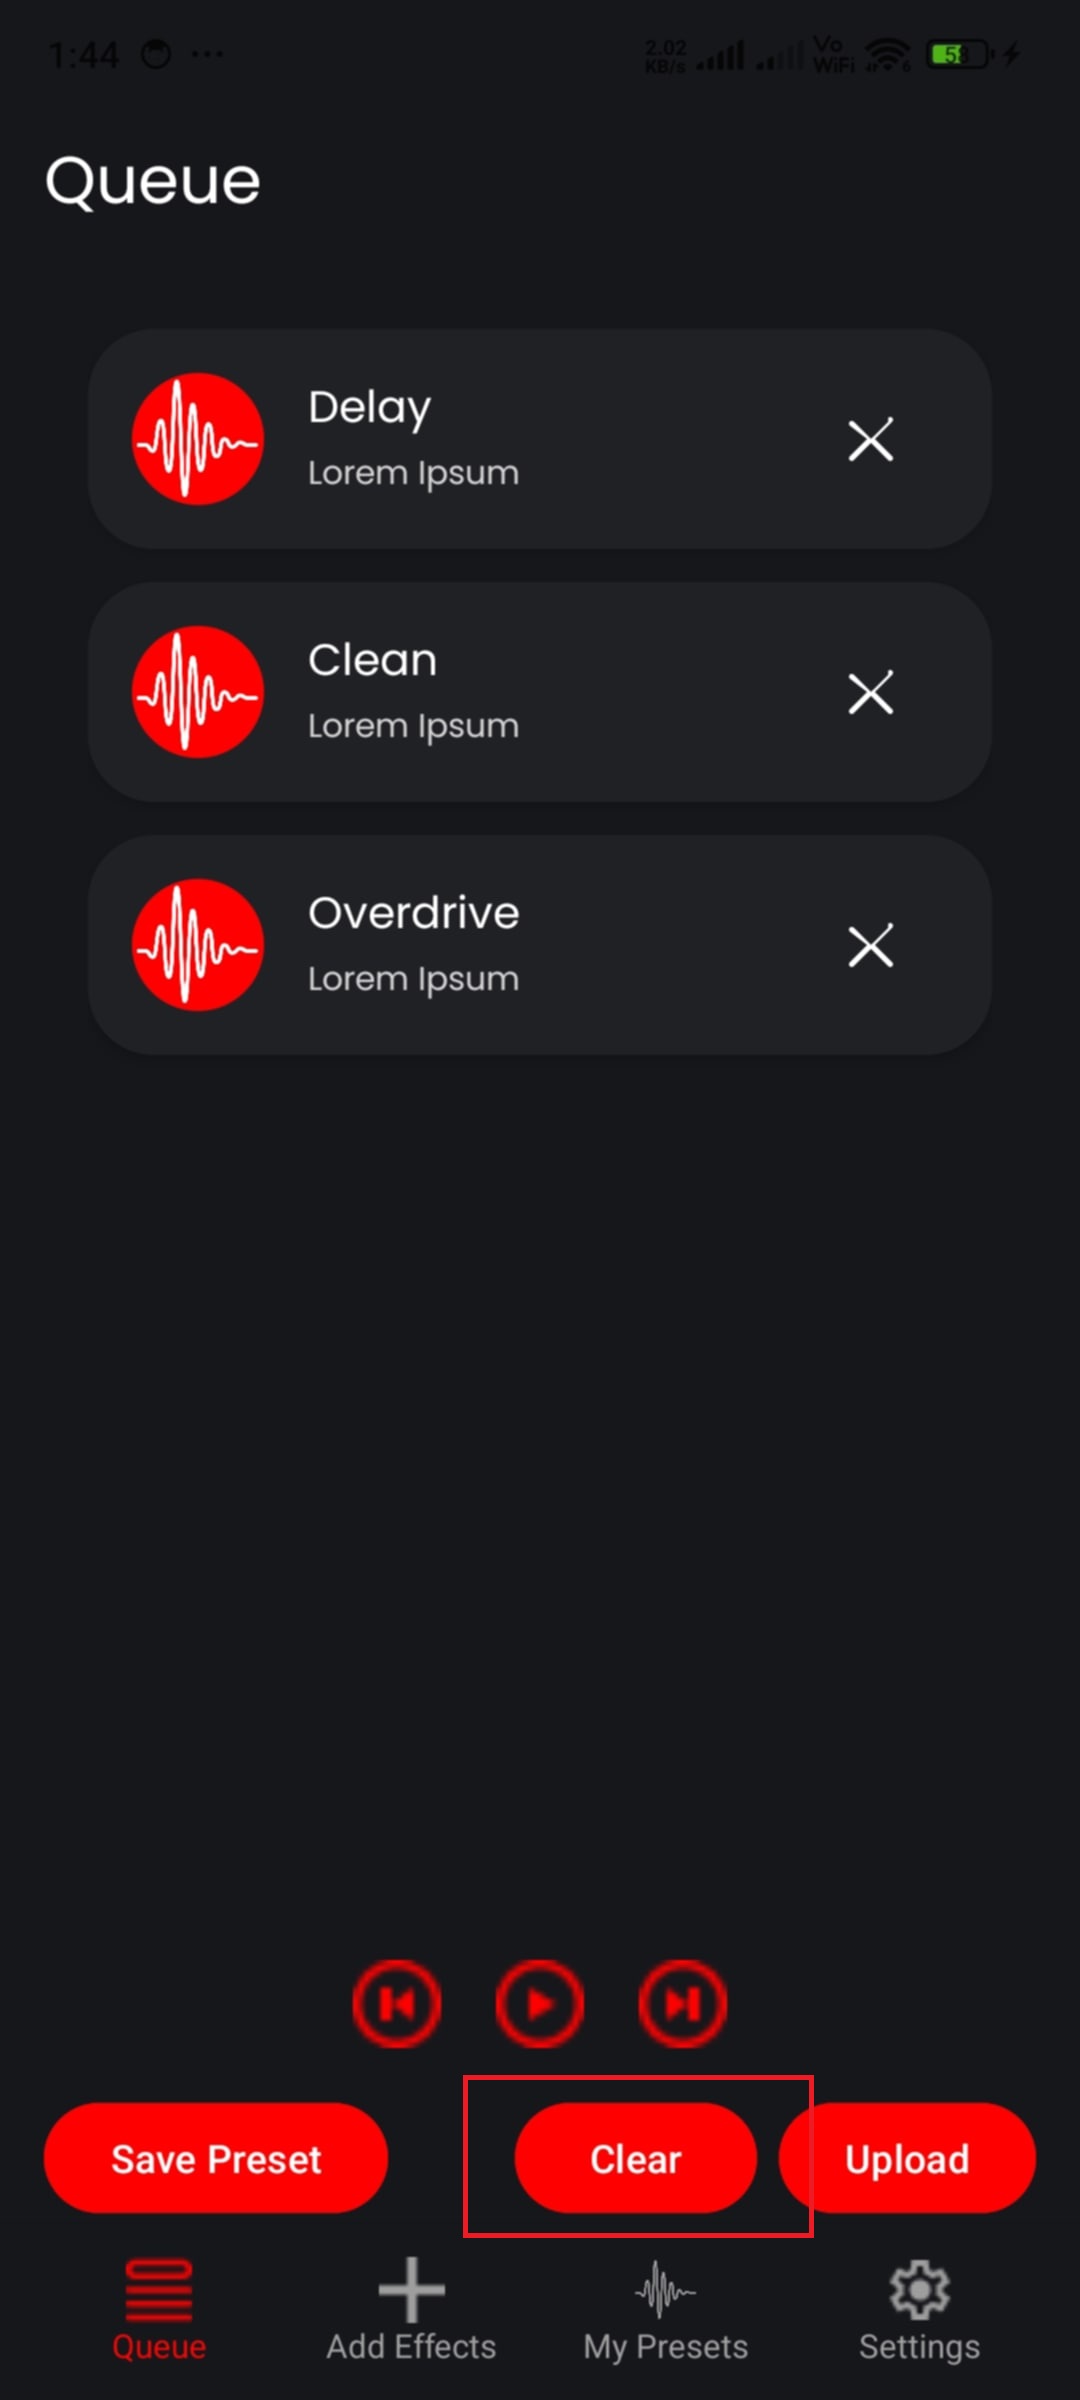 1:44 ... 2.02 KB/s Vo WiFi 6
Queue
Delay
Lorem Ipsum
Clean
Lorem Ipsum
Overdrive
Lorem Ipsum
Save Preset Clear Upload
Queue Add Effects My Presets Settings